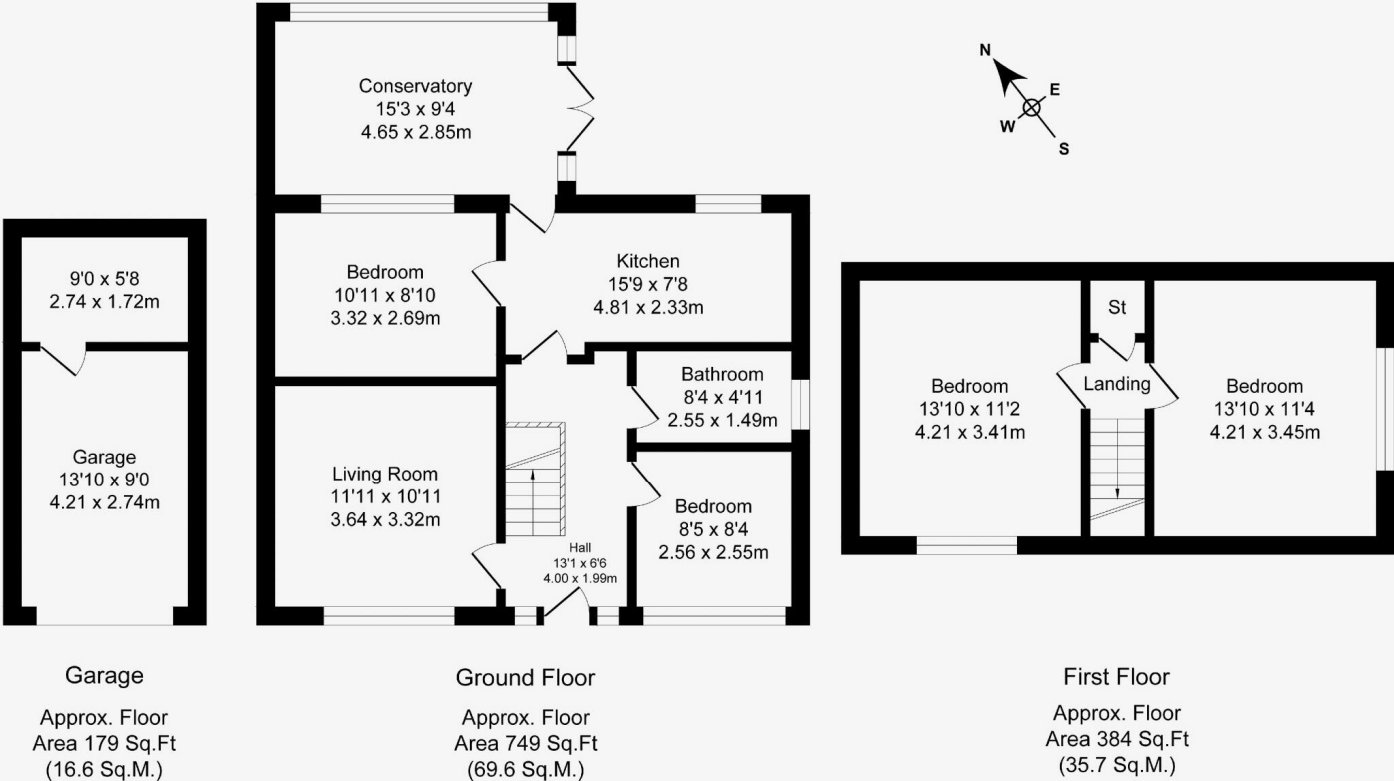 Conservatory
15'3 x 9'4
4.65 x 2.85m
N
E
W
S
9'0 x 5'8
2.74 x 1.72m
Bedroom
10'11 x 8'10
3.32 x 2.69m
Kitchen
15'9 x 7'8
4.81 x 2.33m
St
Bathroom
8'4 x 4'11
2.55 x 1.49m
Landing
Bedroom
13'10 x 11'2
4.21 x 3.41m
Bedroom
13'10 x 11'4
4.21 x 3.45m
Garage
13'10 x 9'0
4.21 x 2.74m
Living Room
11'11 x 10'11
3.64 x 3.32m
Bedroom
8'5 x 8'4
2.56 x 2.55m
Hall
13'1 x 6'6
4.00 x 1.99m
Garage
Approx. Floor
Area 179 Sq.Ft
(16.6 Sq.M.)
Ground Floor
Approx. Floor
Area 749 Sq.Ft
(69.6 Sq.M.)
First Floor
Approx. Floor
Area 384 Sq.Ft
(35.7 Sq.M.)